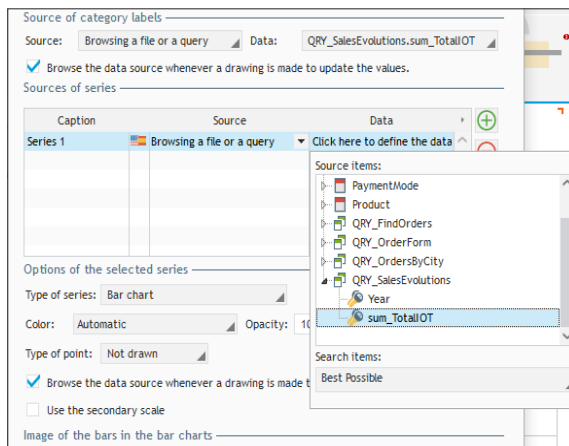 Source of category labels
Source: Browsing a file or a query Data: QRY_SalesEvolutions.sum_TotalIOT
Browse the data source whenever a drawing is made to update the values.
Sources of series
Caption Source Data
Series 1 Browsing a file or a query Click here to define the data
Source items:
PaymentMode
Product
QRY_FindOrders
QRY_OrderForm
QRY_OrdersByCity
QRY_SalesEvolutions
Year
sum_TotalIOT
Search items:
Best Possible
Options of the selected series
Type of series: Bar chart
Color: Automatic Opacity: 10
Type of point: Not drawn
Browse the data source whenever a drawing is made t
Use the secondary scale
Image of the bars in the bar charts